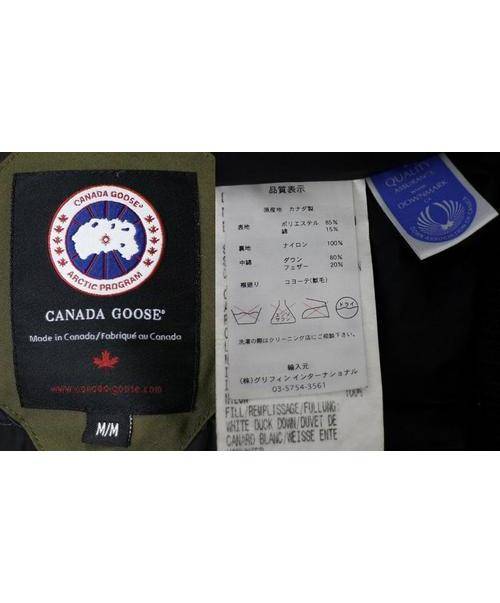 CANADA GOOSE®
ARCTIC PROGRAM
CANADA GOOSE®
Made in Canada/Fabriqué au Canada
www.canada-goose.com
M/M
品質表示
原産地 カナダ製
表地 ポリエステル 85%
綿 15%
裏地 ナイロン 100%
中綿 ダウン 80%
フェザー 20%
縁廻り コヨーテ(獣毛)
ドライ
洗濯の際はクリーニング店にご相談下さい。
輸入元
(株)グリフィン インターナショナル
03-5754-3561
100%
FILL/REMPLISSAGE/FULLUNG:
WHITE DUCK DOWN/DUVET DE
CANARD BLANC/WEISSE ENTE
QUALITY
ASSURANCE
DOWNMARK